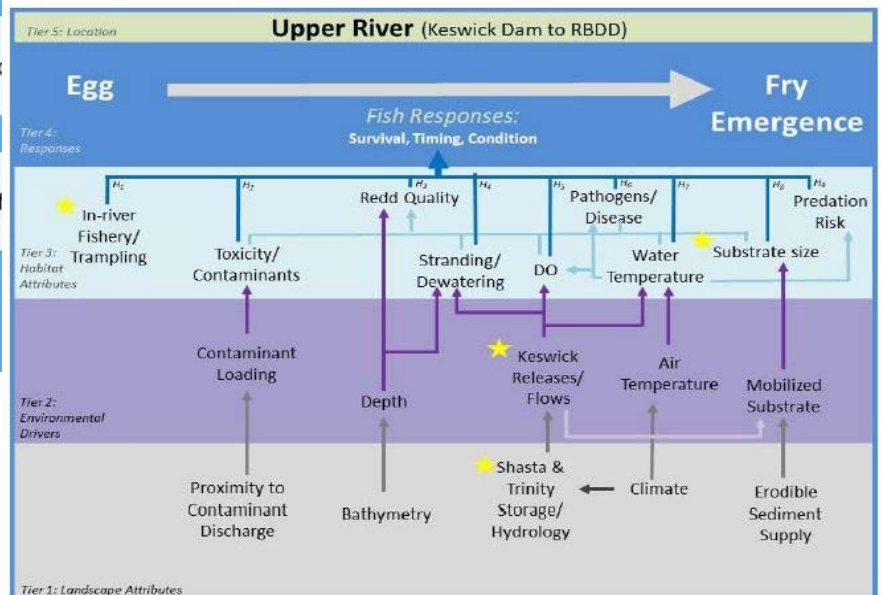 Tier 5: Location
Upper River (Keswick Dam to RBDD)
Egg
Fry
Emergence
Fish Responses:
Survival, Timing, Condition
Tier 4:
Responses
H1
H2
H3
H4
H5
H6
H7
H8
H9
In-river
Fishery/
Trampling
Toxicity/
Contaminants
Redd Quality
Stranding/
Dewatering
DO
Pathogens/
Disease
Water
Temperature
Substrate size
Predation
Risk
Tier 3:
Habitat
Attributes
Contaminant
Loading
Depth
Keswick
Releases/
Flows
Air
Temperature
Mobilized
Substrate
Tier 2:
Environmental
Drivers
Proximity to
Contaminant
Discharge
Bathymetry
Shasta &
Trinity
Storage/
Hydrology
Climate
Erodible
Sediment
Supply
Tier 1: Landscape Attributes